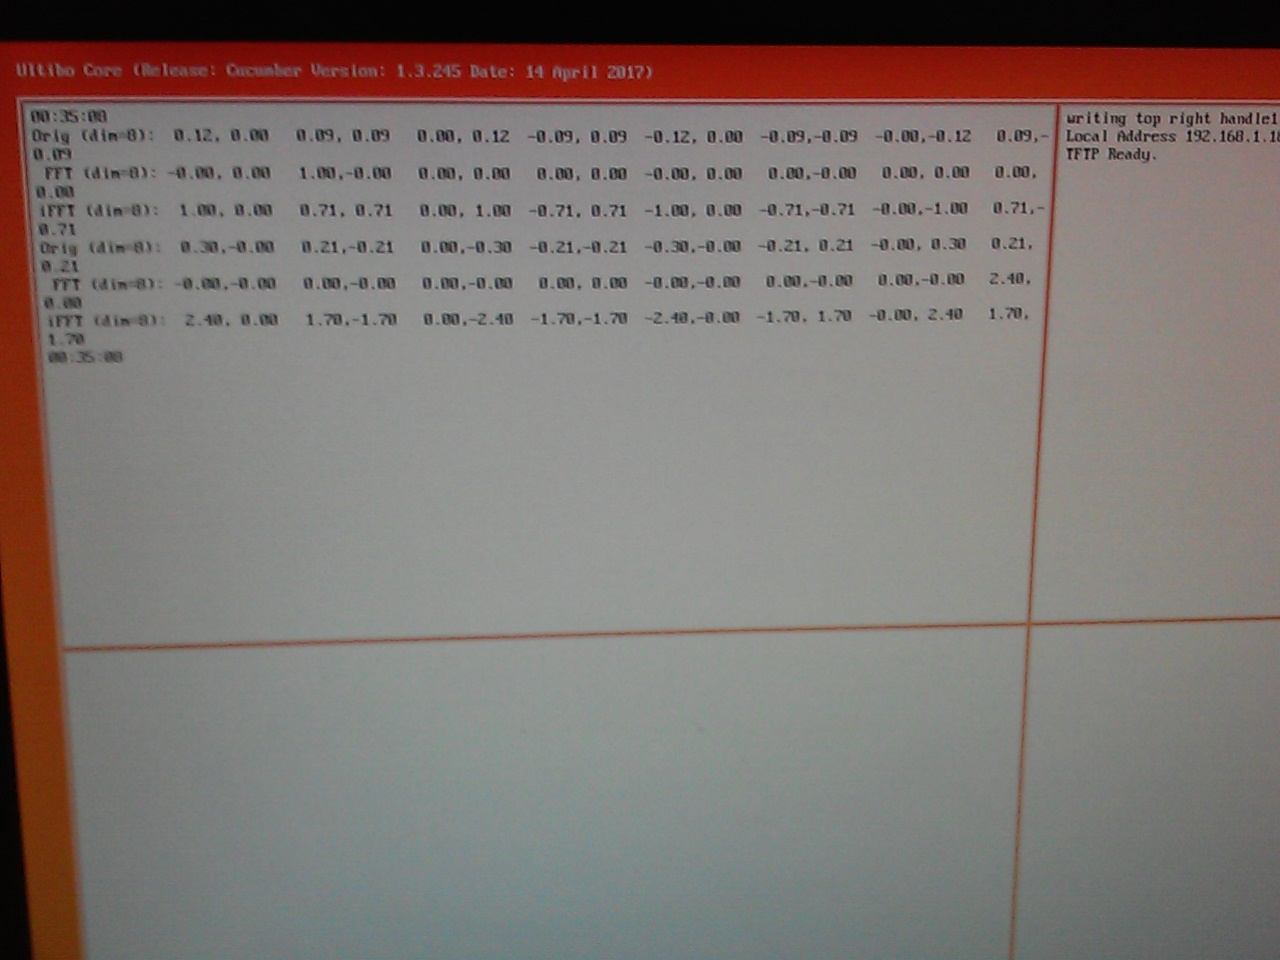 Ultibo Core (Release: Cucumber Version: 1.3.245 Date: 14 April 2017)
00:35:08
Orig (dim=8): 0.12, 0.00 0.09, 0.09 0.00, 0.12 -0.09, 0.09 -0.12, 0.00 -0.09,-0.09 -0.00,-0.12 0.09,-
0.09
FFT (dim=8): -0.00, 0.00 1.00,-0.00 0.00, 0.00 0.00, 0.00 -0.00, 0.00 0.00,-0.00 0.00, 0.00 0.00,
0.00
iFFT (dim=8): 1.00, 0.00 0.71, 0.71 0.00, 1.00 -0.71, 0.71 -1.00, 0.00 -0.71,-0.71 -0.00,-1.00 0.71,-
0.71
Orig (dim=8): 0.30,-0.00 0.21,-0.21 0.00,-0.30 -0.21,-0.21 -0.30,-0.00 -0.21, 0.21 -0.00, 0.30 0.21,
0.21
FFT (dim=8): -0.00,-0.00 0.00,-0.00 0.00,-0.00 0.00, 0.00 -0.00,-0.00 0.00,-0.00 0.00,-0.00 2.40,
0.00
iFFT (dim=8): 2.40, 0.00 1.70,-1.70 0.00,-2.40 -1.70,-1.70 -2.40,-0.00 -1.70, 1.70 -0.00, 2.40 1.70,
1.70
00:35:08
writing top right handle1
Local Address 192.168.1.1
TFTP Ready.